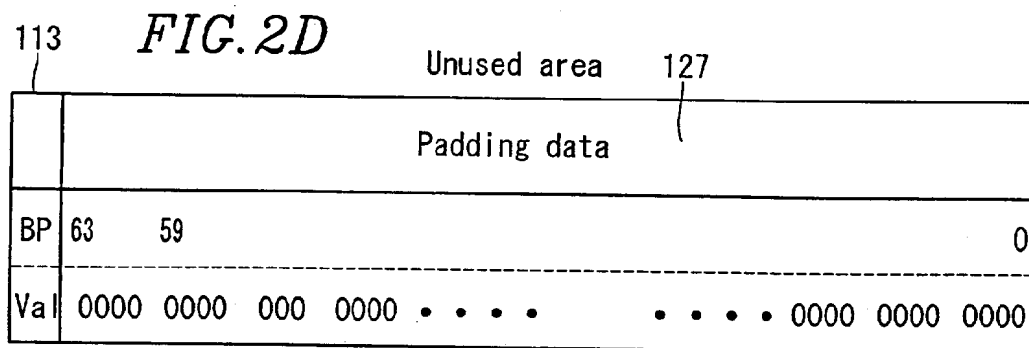 113 FIG. 2D
Unused area 127
Padding data
BP 63 59 0
Val 0000 0000 000 0000 • • • • • • • • 0000 0000 0000